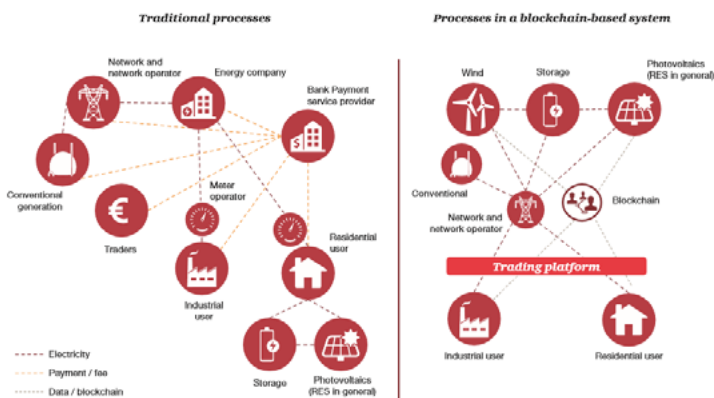 Traditional processes
Network and
network operator
Energy company
Bank Payment
service provider
Conventional
generation
Traders
€
$
Meter
operator
Industrial
user
Residential
user
Storage
Photovoltaics
(RES in general)
Electricity
Payment / fee
Data / blockchain
Processes in a blockchain-based system
Wind
Storage
Photovoltaics
(RES in general)
Conventional
Network and
network operator
Blockchain
Trading platform
Industrial user
Residential user